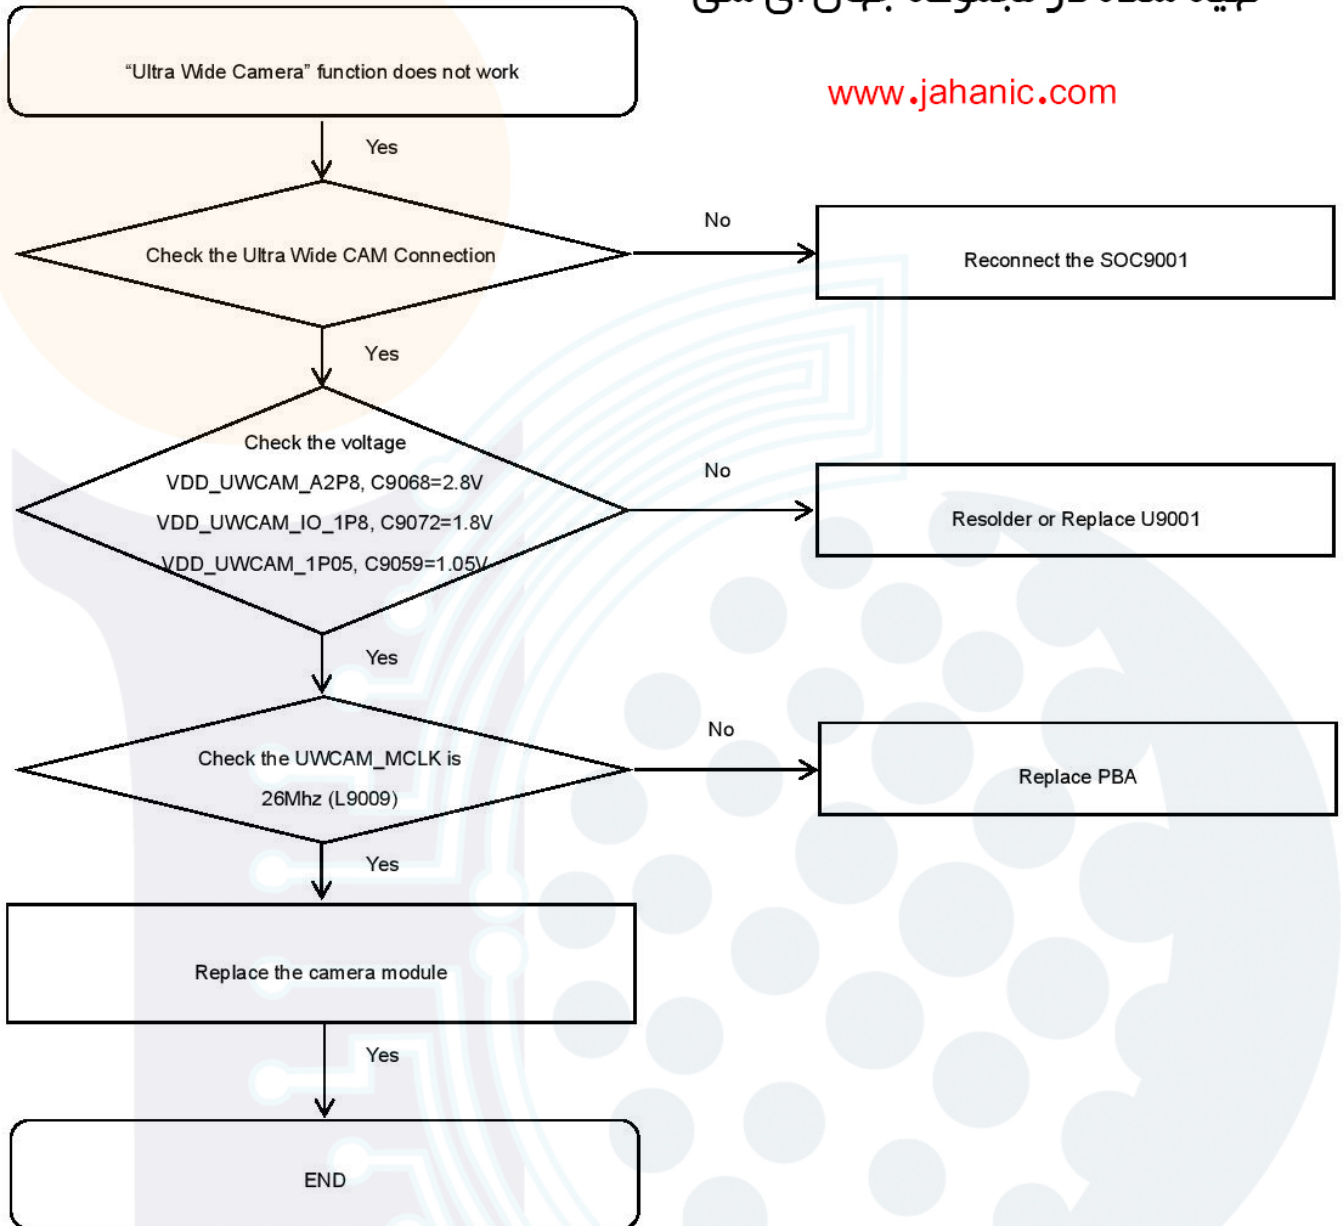 www.jahanic.com
“Ultra Wide Camera” function does not work
Yes
Check the Ultra Wide CAM Connection
No
Reconnect the SOC9001
Yes
Check the voltage
VDD_UWCAM_A2P8, C9068=2.8V
VDD_UWCAM_IO_1P8, C9072=1.8V
VDD_UWCAM_1P05, C9059=1.05V
No
Resolder or Replace U9001
Yes
Check the UWCAM_MCLK is
26Mhz (L9009)
No
Replace PBA
Yes
Replace the camera module
Yes
END